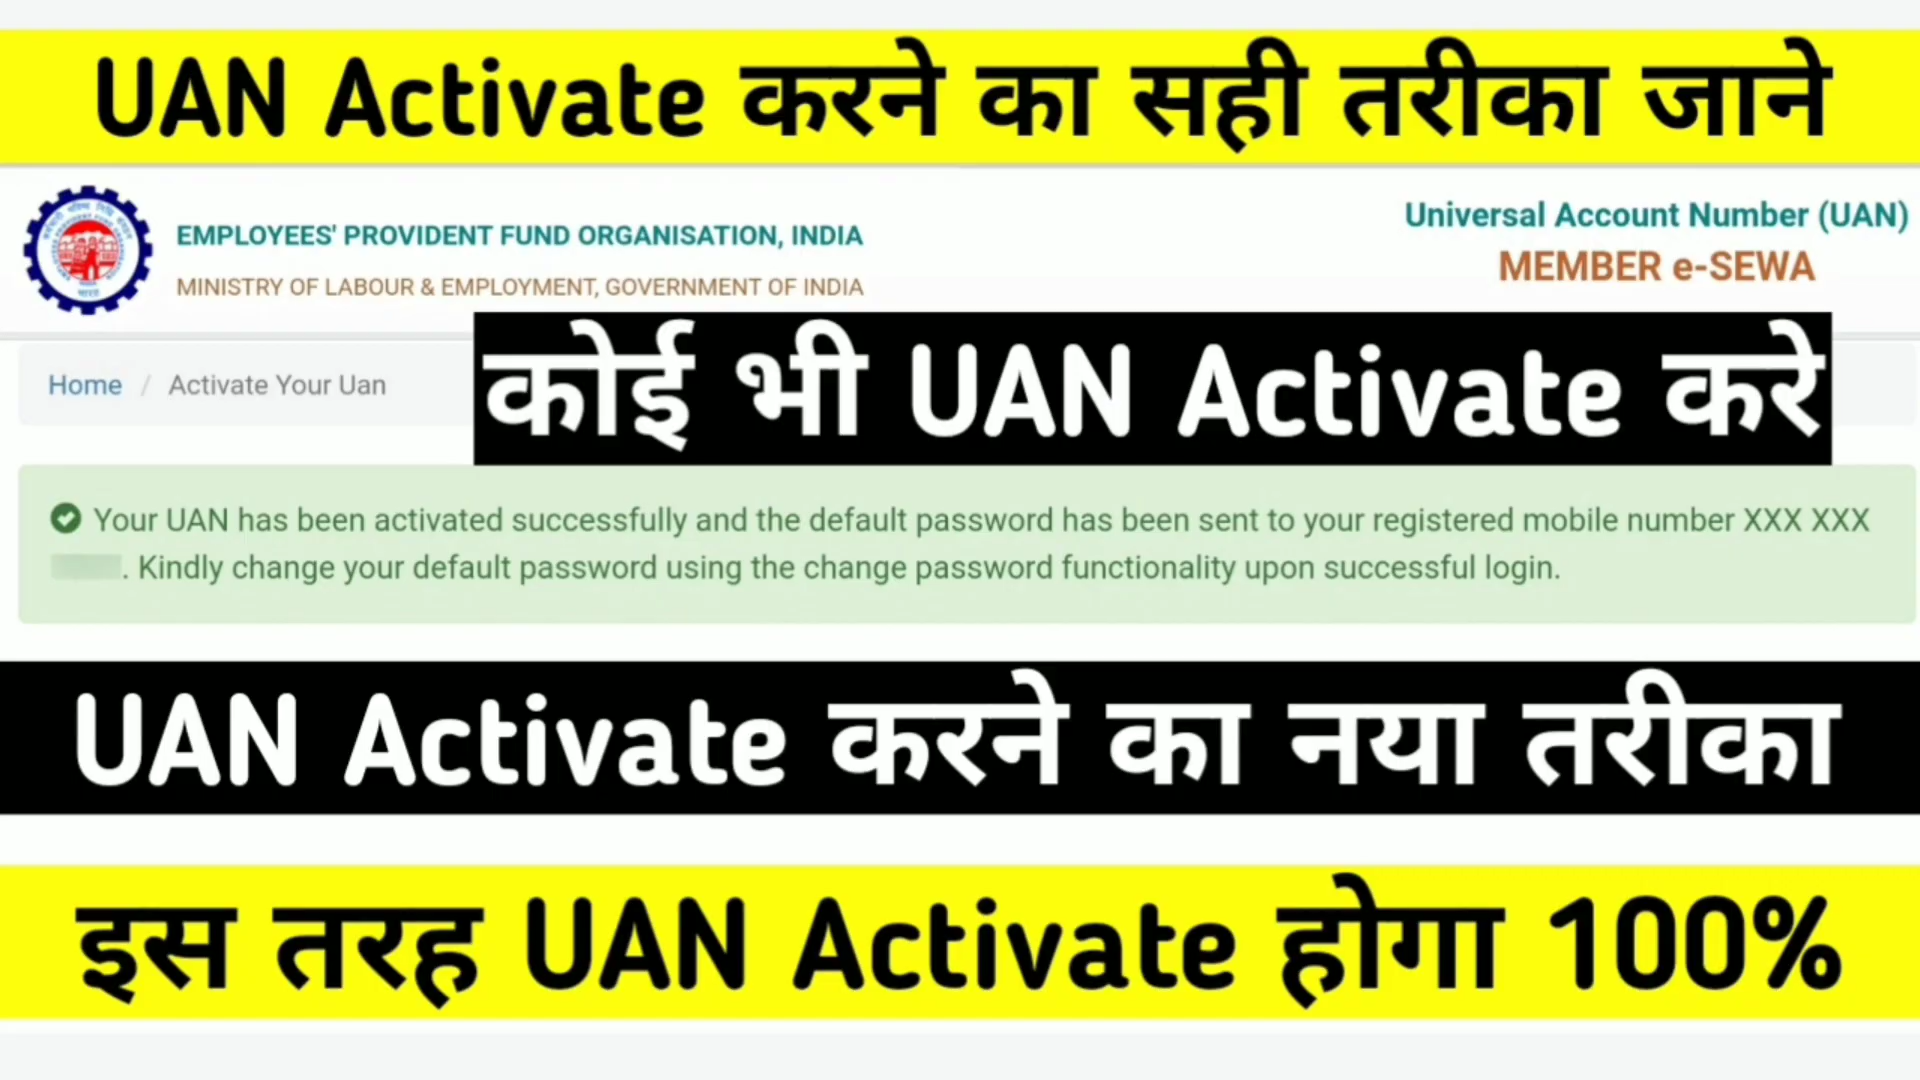 UAN Activate करने का सही तरीका जाने
EMPLOYEES' PROVIDENT FUND ORGANISATION, INDIA
MINISTRY OF LABOUR & EMPLOYMENT, GOVERNMENT OF INDIA
Universal Account Number (UAN)
MEMBER e-SEWA
Home / Activate Your Uan
कोई भी UAN Activate करे
Your UAN has been activated successfully and the default password has been sent to your registered mobile number XXX XXX
. Kindly change your default password using the change password functionality upon successful login.
UAN Activate करने का नया तरीका
इस तरह UAN Activate होगा 100%